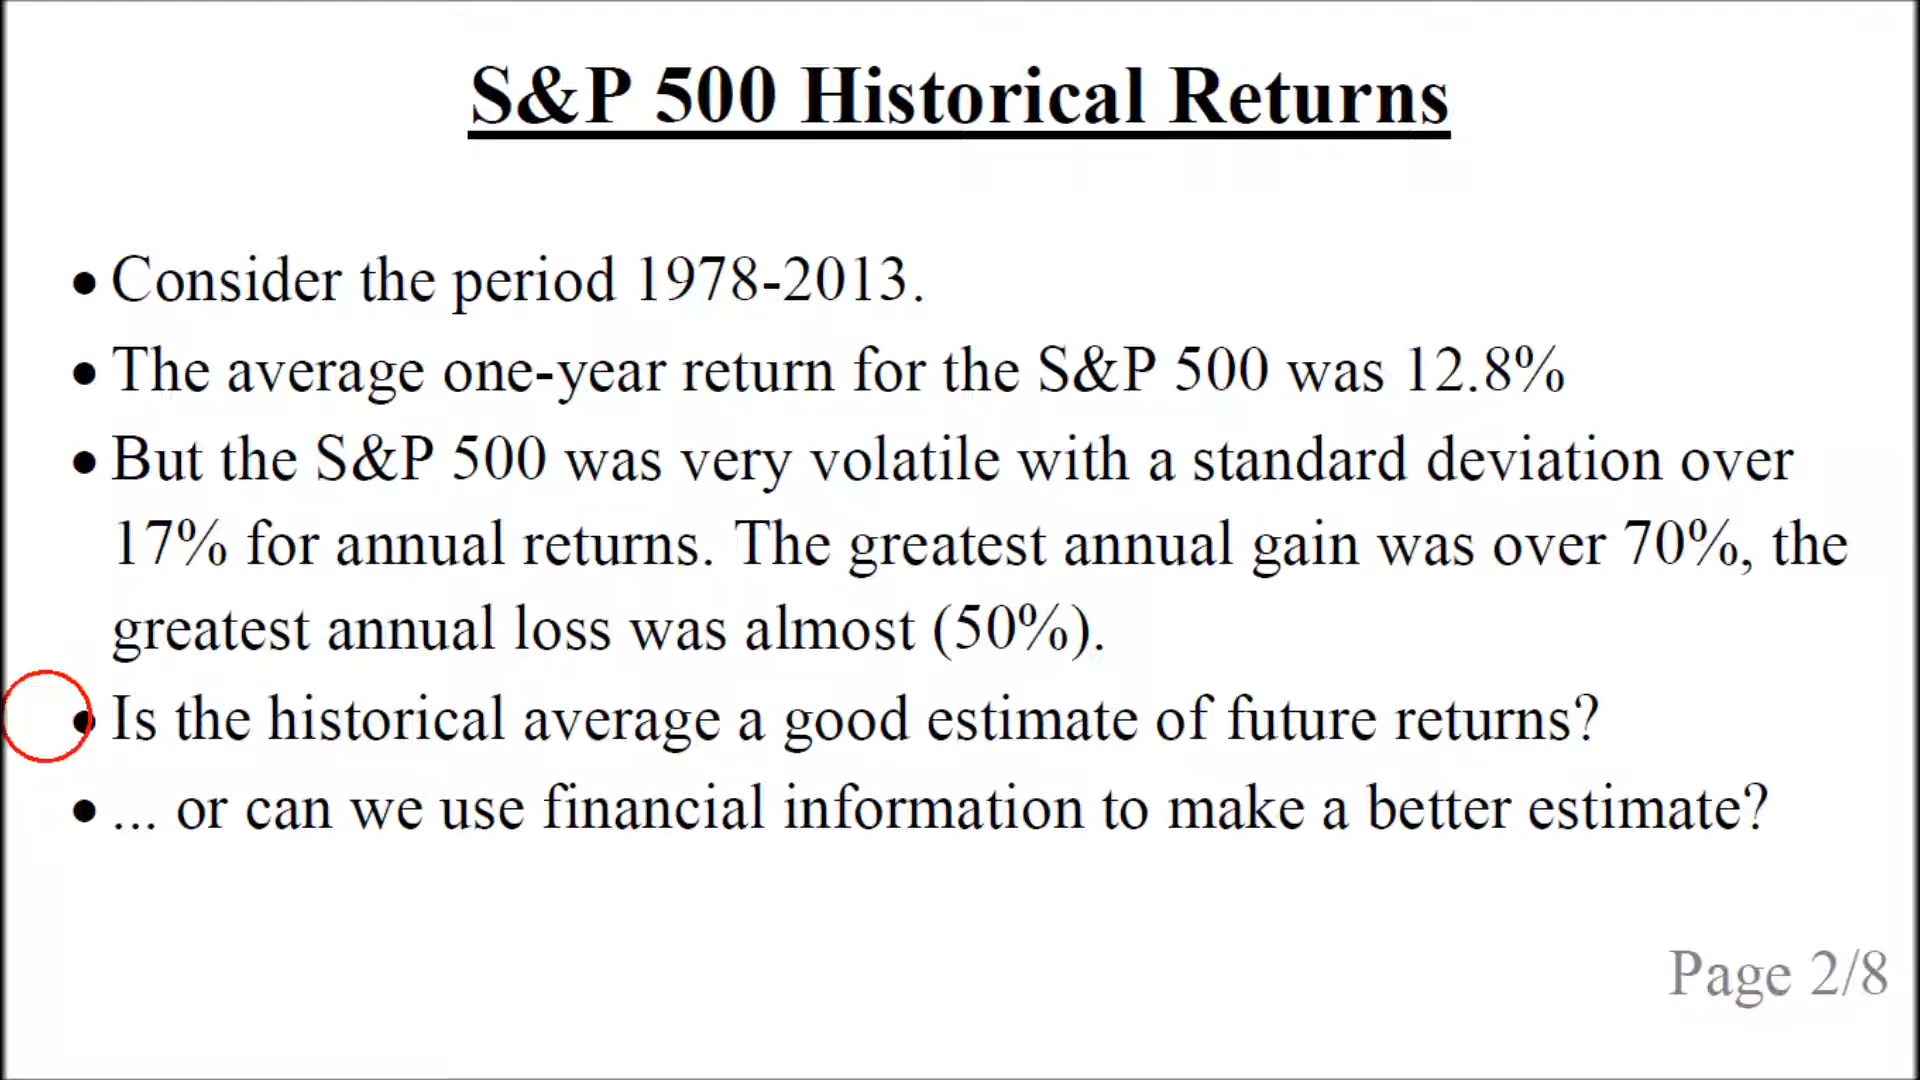 S&P 500 Historical Returns
• Consider the period 1978-2013.
• The average one-year return for the S&P 500 was 12.8%
• But the S&P 500 was very volatile with a standard deviation over
17% for annual returns. The greatest annual gain was over 70%, the
greatest annual loss was almost (50%).
• Is the historical average a good estimate of future returns?
• ... or can we use financial information to make a better estimate?
Page 2/8